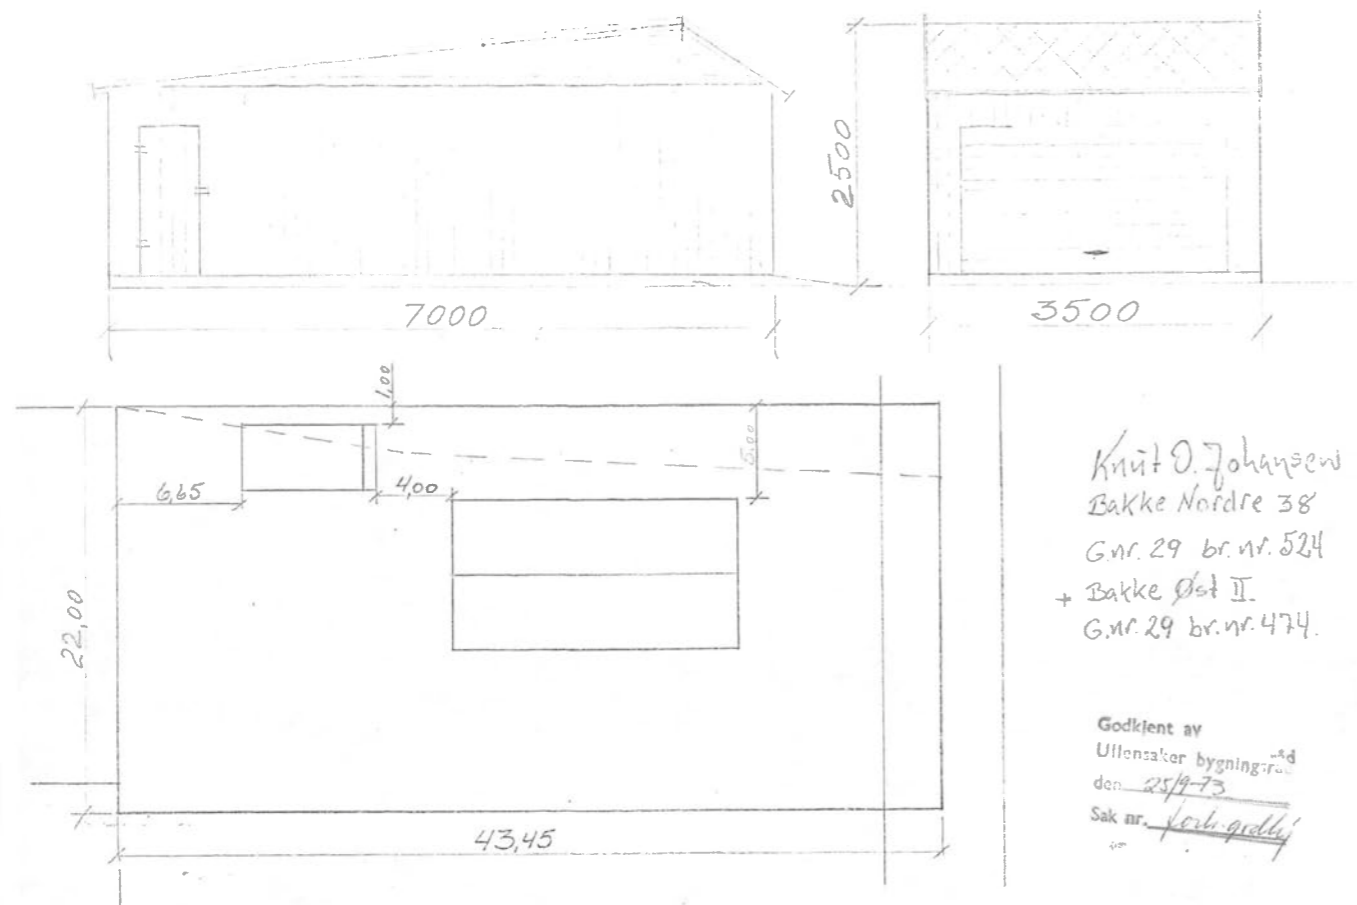 2500
7000
3500
1,00
5,00
6,65
4,00
22,00
43,45
Knut O. Johansen
Bakke Nordre 38
G.nr. 29 br.nr. 524
+ Bakke Øst II.
G.nr. 29 br.nr. 474.
Godkjent av
Ullensaker bygningsråd
den 25/9-73
Sak nr.